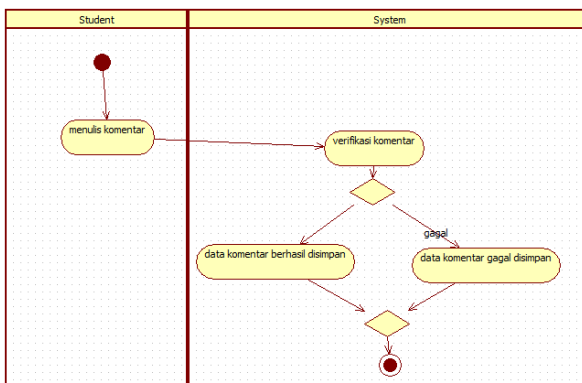 Student
System
menulis komentar
verifikasi komentar
gagal
data komentar berhasil disimpan
data komentar gagal disimpan